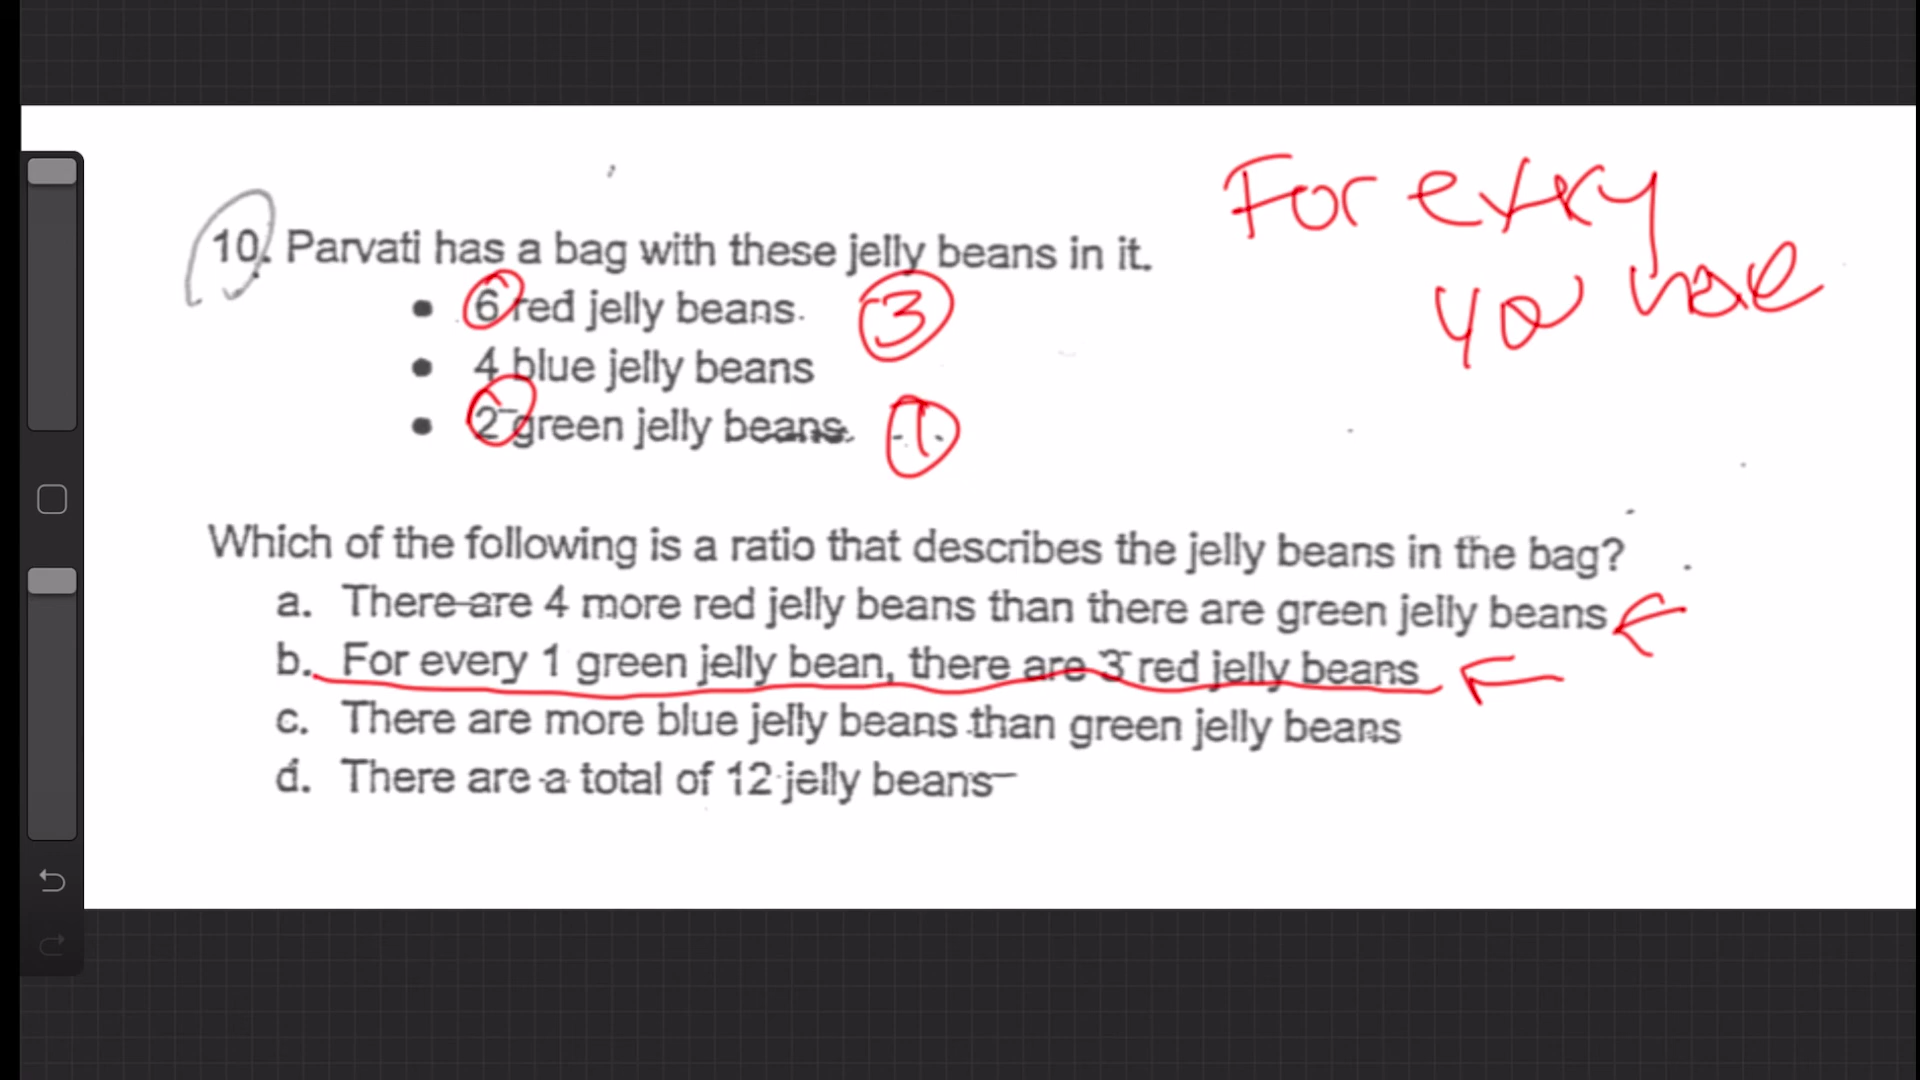 For every
you have
10. Parvati has a bag with these jelly beans in it.
• 6 red jelly beans. 3
• 4 blue jelly beans
• 2 green jelly beans 1
Which of the following is a ratio that describes the jelly beans in the bag?
a. There are 4 more red jelly beans than there are green jelly beans
b. For every 1 green jelly bean, there are 3 red jelly beans
c. There are more blue jelly beans than green jelly beans
d. There are a total of 12 jelly beans